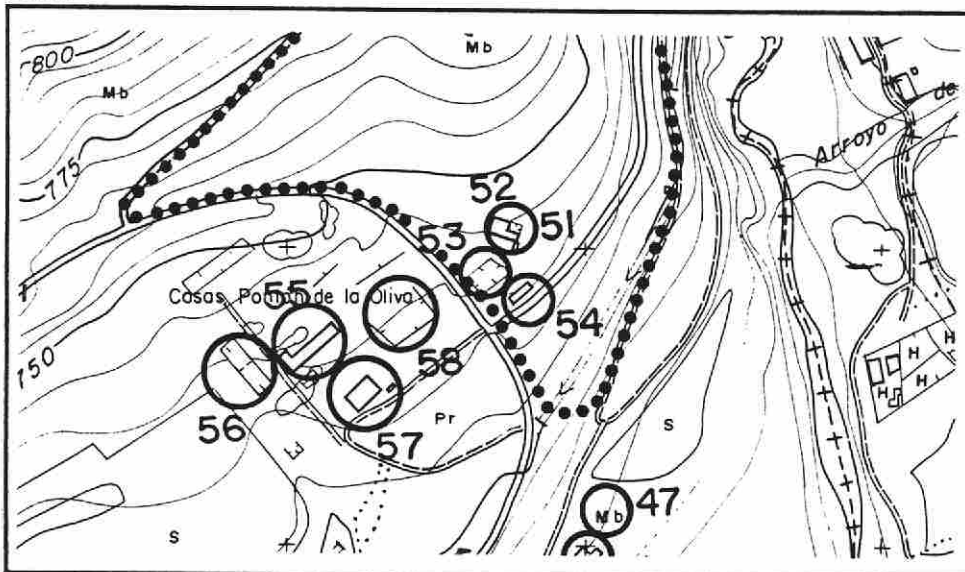 800
Mb
Mb
775
Arroyo de
52
51
53
Casas Pontón de la Oliva
55
54
750
58
H
H
H
H
56
57
Pr
S
47
Mb
S